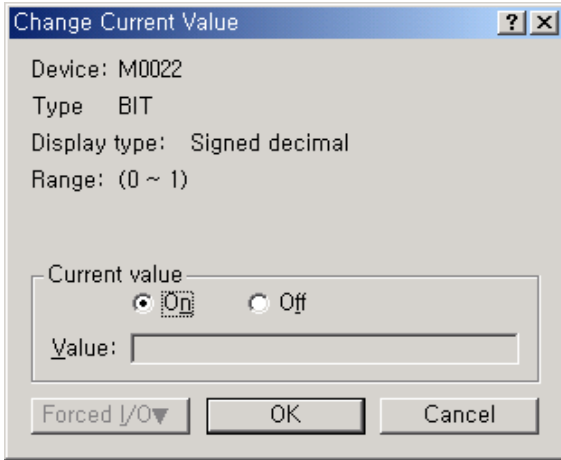 Change Current Value ? ×
Device: M0022
Type BIT
Display type: Signed decimal
Range: (0 ~ 1)
Current value
On Off
Value:
Forced I/O▼ OK Cancel